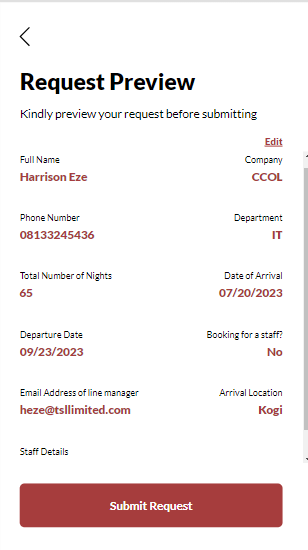 Request Preview
Kindly preview your request before submitting
Edit
Full Name Company
Harrison Eze CCOL
Phone Number Department
08133245436 IT
Total Number of Nights Date of Arrival
65 07/20/2023
Departure Date Booking for a staff?
09/23/2023 No
Email Address of line manager Arrival Location
heze@tsllimited.com Kogi
Staff Details
Submit Request